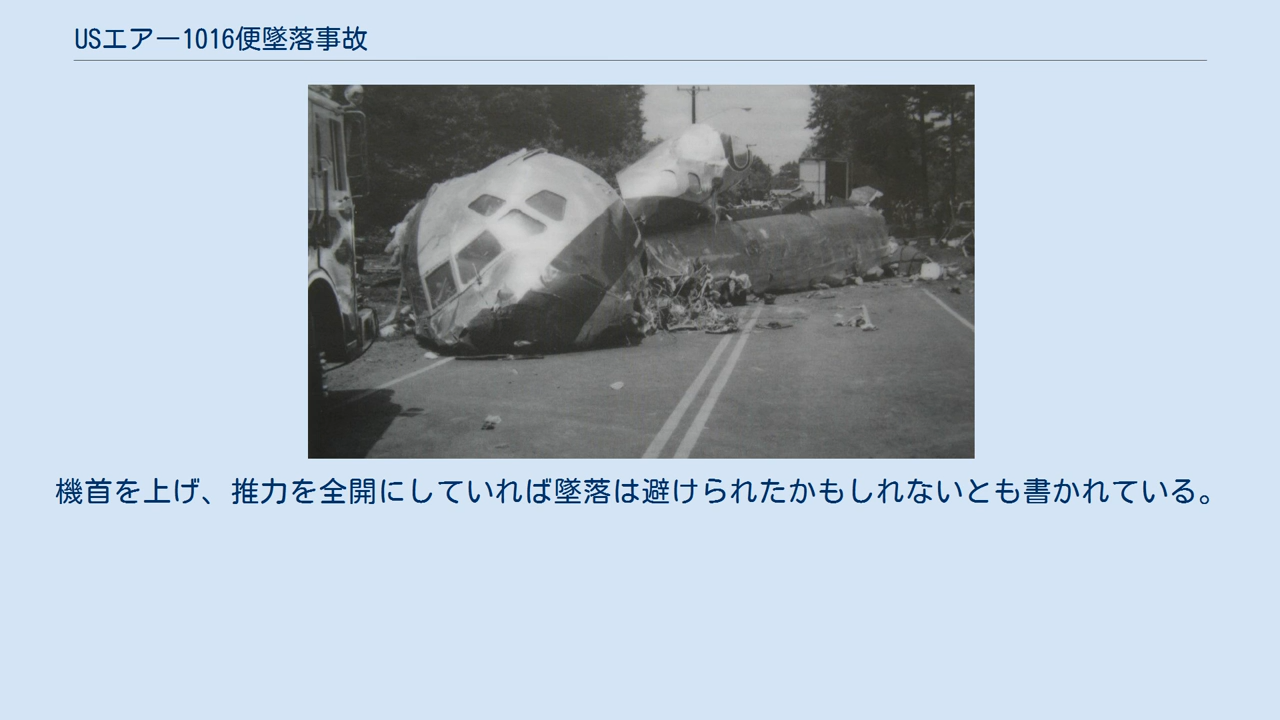 USエアー1016便墜落事故
機首を上げ、推力を全開にしていれば墜落は避けられたかもしれないとも書かれている。